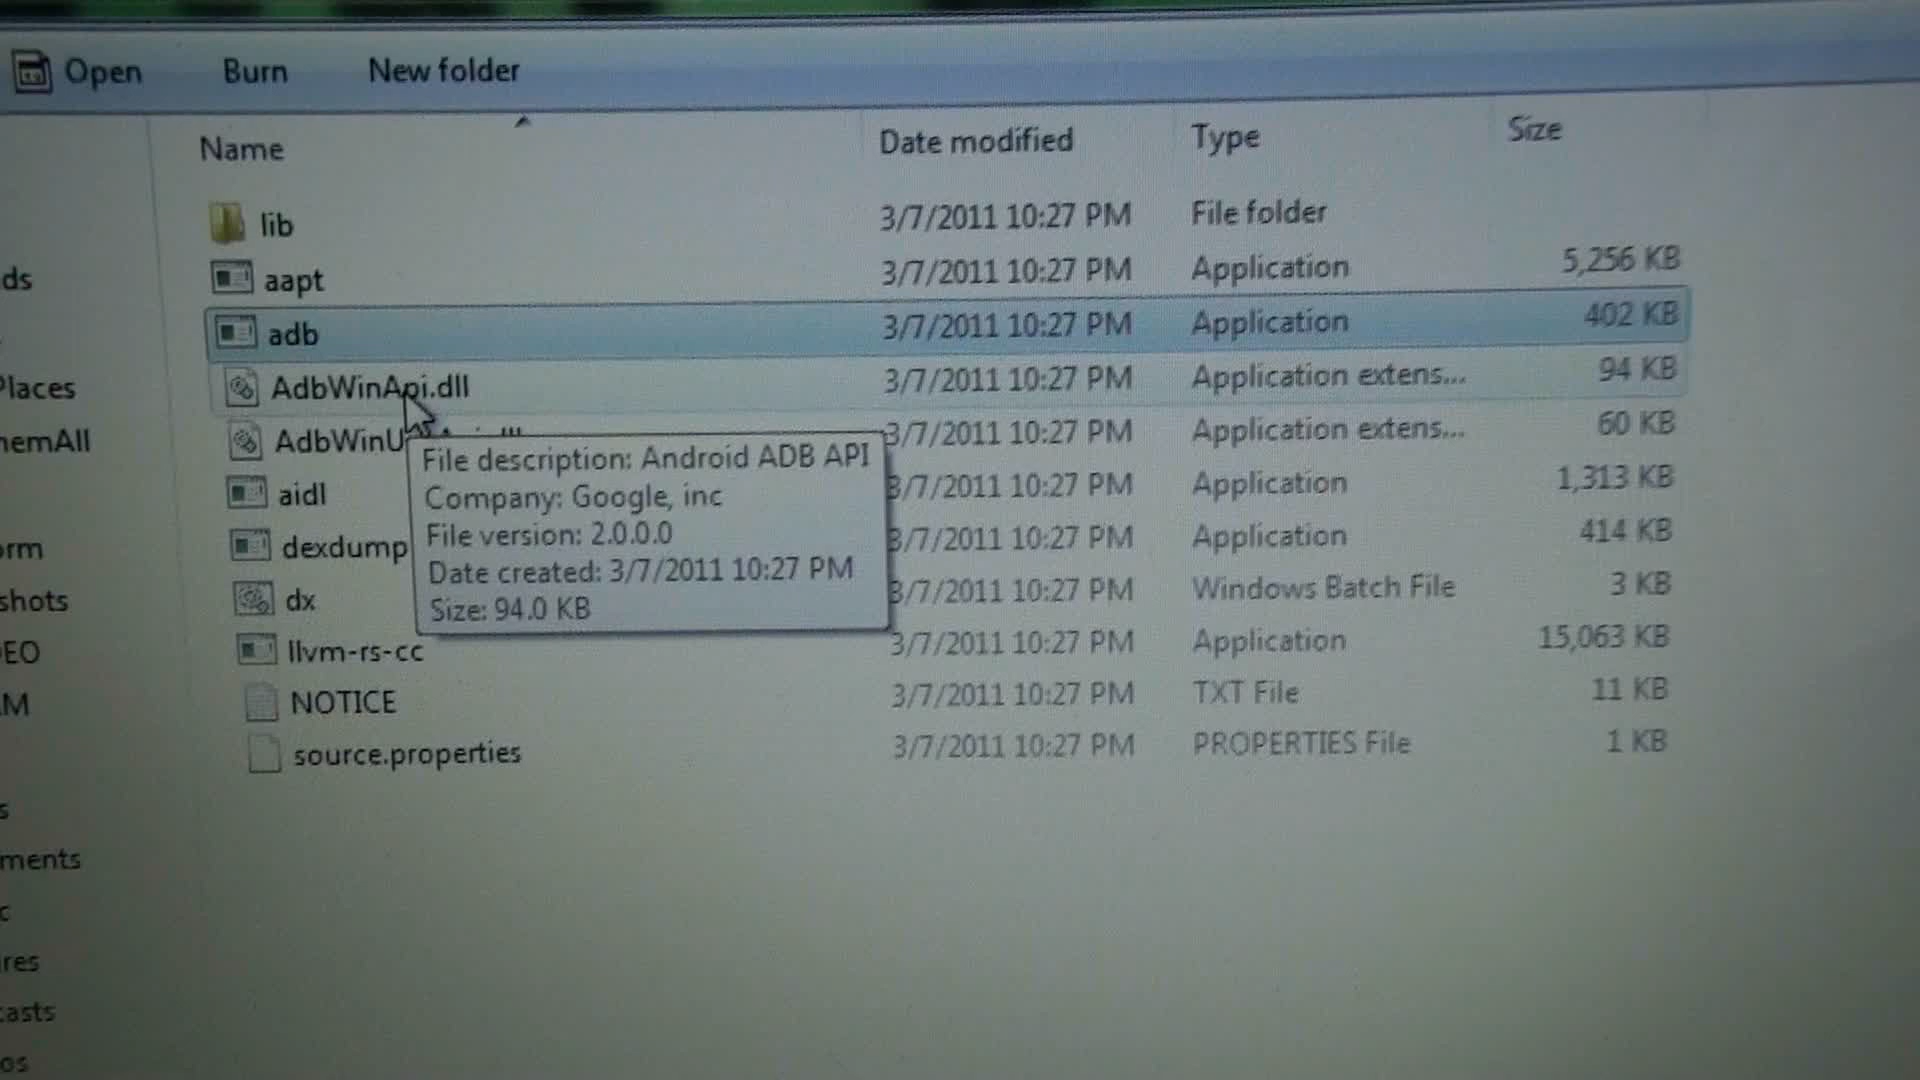 Open Burn New folder
Name Date modified Type Size
lib 3/7/2011 10:27 PM File folder
aapt 3/7/2011 10:27 PM Application 5,256 KB
adb 3/7/2011 10:27 PM Application 402 KB
AdbWinApi.dll 3/7/2011 10:27 PM Application extens... 94 KB
AdbWinU 3/7/2011 10:27 PM Application extens... 60 KB
aidl 3/7/2011 10:27 PM Application 1,313 KB
dexdump 3/7/2011 10:27 PM Application 414 KB
dx 3/7/2011 10:27 PM Windows Batch File 3 KB
llvm-rs-cc 3/7/2011 10:27 PM Application 15,063 KB
NOTICE 3/7/2011 10:27 PM TXT File 11 KB
source.properties 3/7/2011 10:27 PM PROPERTIES File 1 KB
File description: Android ADB API
Company: Google, inc
File version: 2.0.0.0
Date created: 3/7/2011 10:27 PM
Size: 94.0 KB
ds
Places
hemAll
orm
shots
EO
M
s
ments
c
res
casts
os